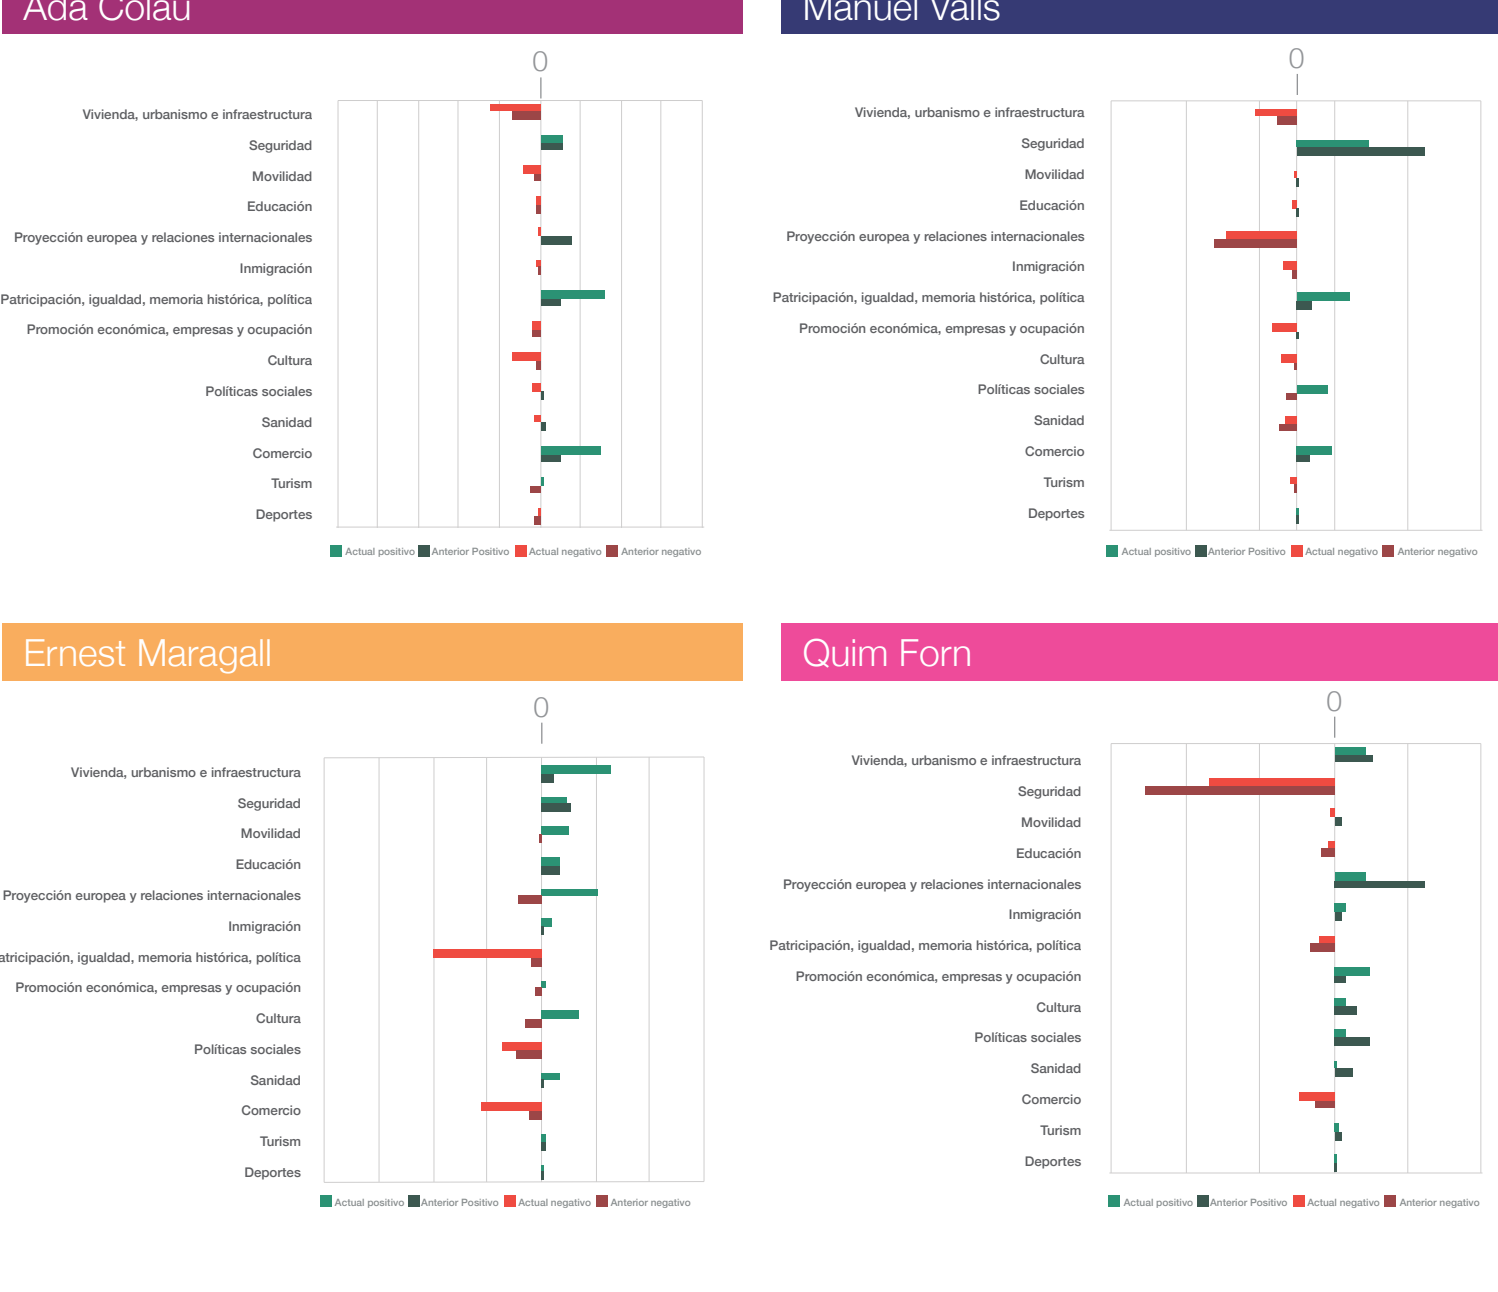 Ada Colau
0
Vivienda, urbanismo e infraestructura
Seguridad
Movilidad
Educación
Proyección europea y relaciones internacionales
Inmigración
Patricipación, igualdad, memoria histórica, política
Promoción económica, empresas y ocupación
Cultura
Políticas sociales
Sanidad
Comercio
Turism
Deportes
Actual positivo Anterior Positivo Actual negativo Anterior negativo
Manuel Valls
0
Vivienda, urbanismo e infraestructura
Seguridad
Movilidad
Educación
Proyección europea y relaciones internacionales
Inmigración
Patricipación, igualdad, memoria histórica, política
Promoción económica, empresas y ocupación
Cultura
Políticas sociales
Sanidad
Comercio
Turism
Deportes
Actual positivo Anterior Positivo Actual negativo Anterior negativo
Ernest Maragall
0
Vivienda, urbanismo e infraestructura
Seguridad
Movilidad
Educación
Proyección europea y relaciones internacionales
Inmigración
atricipación, igualdad, memoria histórica, política
Promoción económica, empresas y ocupación
Cultura
Políticas sociales
Sanidad
Comercio
Turism
Deportes
Actual positivo Anterior Positivo Actual negativo Anterior negativo
Quim Forn
0
Vivienda, urbanismo e infraestructura
Seguridad
Movilidad
Educación
Proyección europea y relaciones internacionales
Inmigración
Patricipación, igualdad, memoria histórica, política
Promoción económica, empresas y ocupación
Cultura
Políticas sociales
Sanidad
Comercio
Turism
Deportes
Actual positivo Anterior Positivo Actual negativo Anterior negativo